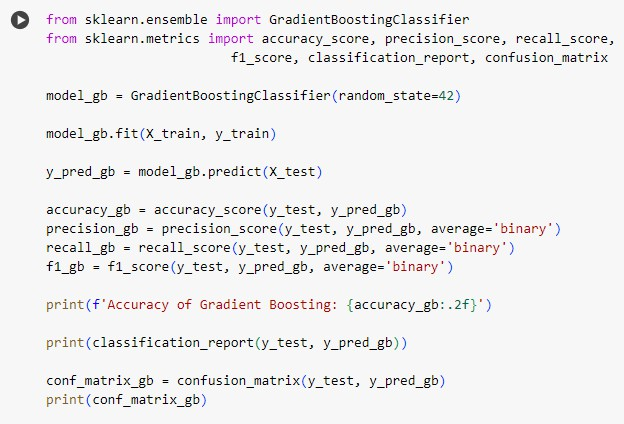 from sklearn.ensemble import GradientBoostingClassifier
from sklearn.metrics import accuracy_score, precision_score, recall_score,
f1_score, classification_report, confusion_matrix
model_gb = GradientBoostingClassifier(random_state=42)
model_gb.fit(X_train, y_train)
y_pred_gb = model_gb.predict(X_test)
accuracy_gb = accuracy_score(y_test, y_pred_gb)
precision_gb = precision_score(y_test, y_pred_gb, average='binary')
recall_gb = recall_score(y_test, y_pred_gb, average='binary')
f1_gb = f1_score(y_test, y_pred_gb, average='binary')
print(f'Accuracy of Gradient Boosting: {accuracy_gb:.2f}')
print(classification_report(y_test, y_pred_gb))
conf_matrix_gb = confusion_matrix(y_test, y_pred_gb)
print(conf_matrix_gb)